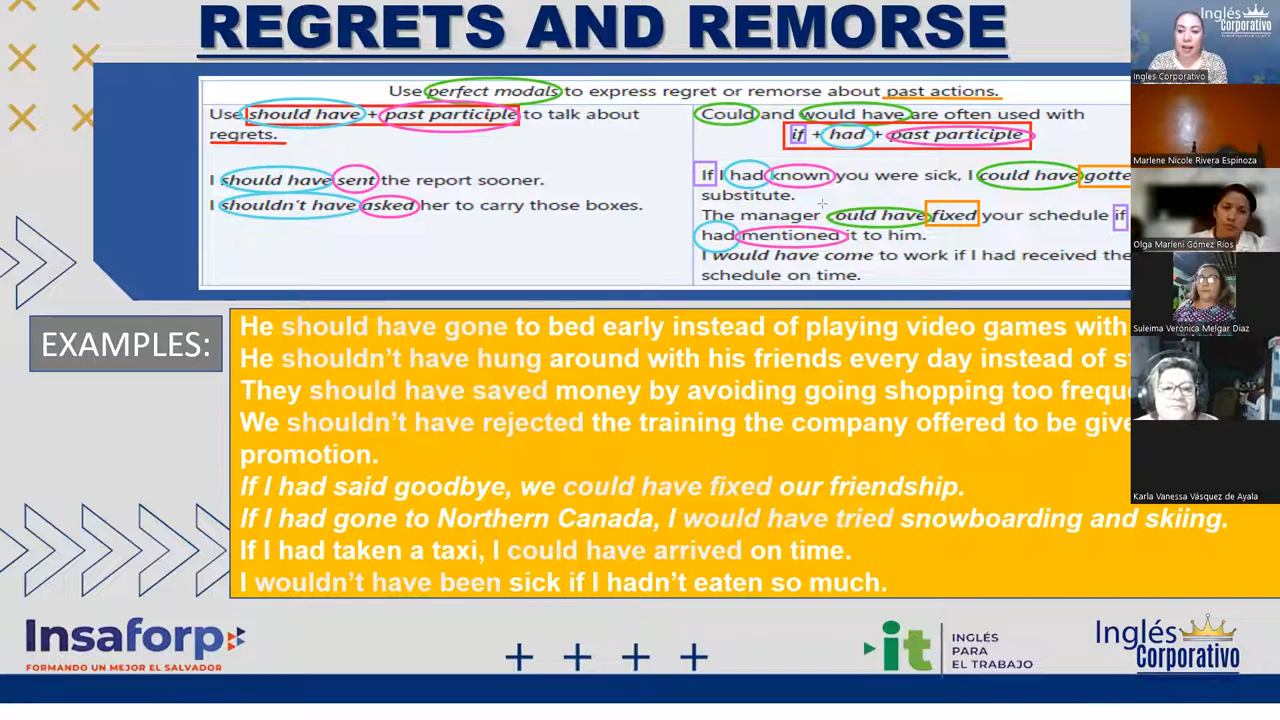 REGRETS AND REMORSE
Use perfect modals to express regret or remorse about past actions.
Use should have + past participle to talk about
regrets.
I should have sent the report sooner.
I shouldn't have asked her to carry those boxes.
Could and would have are often used with
if + had + past participle
If I had known you were sick, I could have
substitute.
The manager ould have fixed your schedule if
had mentioned it to him.
I would have come to work if I had received the
schedule on time.
EXAMPLES:
He should have gone to bed early instead of playing video games with
He shouldn't have hung around with his friends every day instead of
They should have saved money by avoiding going shopping too
We shouldn't have rejected the training the company offered to be
promotion.
If I had said goodbye, we could have fixed our friendship.
If I had gone to Northern Canada, I would have tried snowboarding and skiing.
If I had taken a taxi, I could have arrived on time.
I wouldn't have been sick if I hadn't eaten so much.
Inglés
Corporativo
Ingles Corporativo
Marlene Nicole Rivera Espinoza
Olga Marleni Gómez Rios
Suleima Verónica Melgar Diaz
Karla Vanessa Vásquez de Ayala
Insaforp
FORMANDO UN MEJOR EL SALVADOR
it
INGLÉS
PARA
EL TRABAJO
Inglés
Corporativo